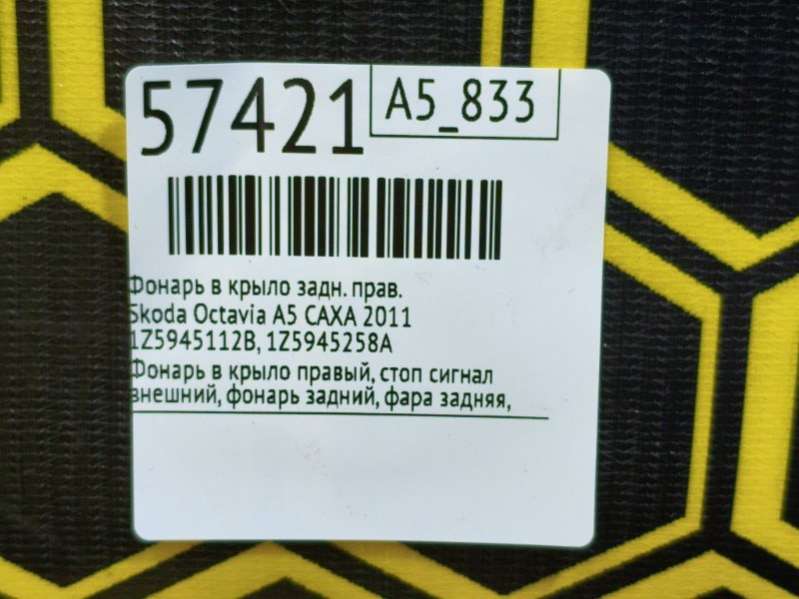 57421
A5_833
Фонарь в крыло задн. прав.
Skoda Octavia A5 CAXA 2011
1Z5945112B, 1Z5945258A
Фонарь в крыло правый, стоп сигнал
внешний, фонарь задний, фара задняя,